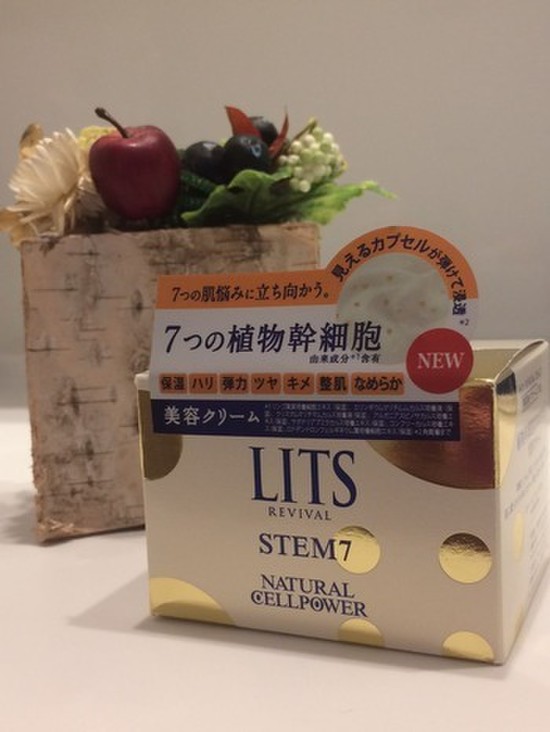 見えるカプセルが弾けて浸透
*2
7つの肌悩みに立ち向かう。
7つの植物幹細胞
由来成分*1含有
NEW
保湿 ハリ 弾力 ツヤ キメ 整肌 なめらか
美容クリーム
LITS
REVIVAL
STEM7
NATURAL
CELLPOWER